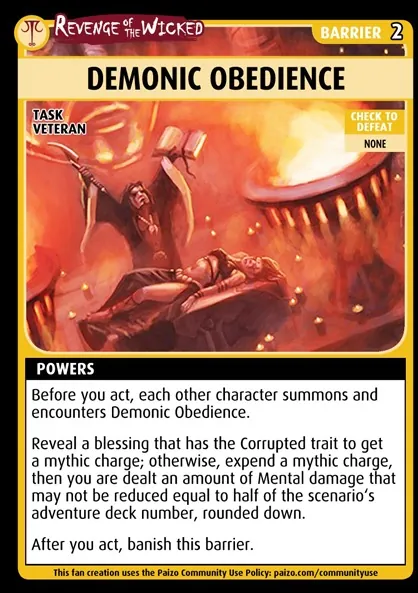 REVENGE OF THE WICKED
BARRIER 2
DEMONIC OBEDIENCE
TASK
VETERAN
CHECK TO
DEFEAT
NONE
POWERS
Before you act, each other character summons and
encounters Demonic Obedience.
Reveal a blessing that has the Corrupted trait to get
a mythic charge; otherwise, expend a mythic charge,
then you are dealt an amount of Mental damage that
may not be reduced equal to half of the scenario's
adventure deck number, rounded down.
After you act, banish this barrier.
This fan creation uses the Paizo Community Use Policy: paizo.com/communityuse